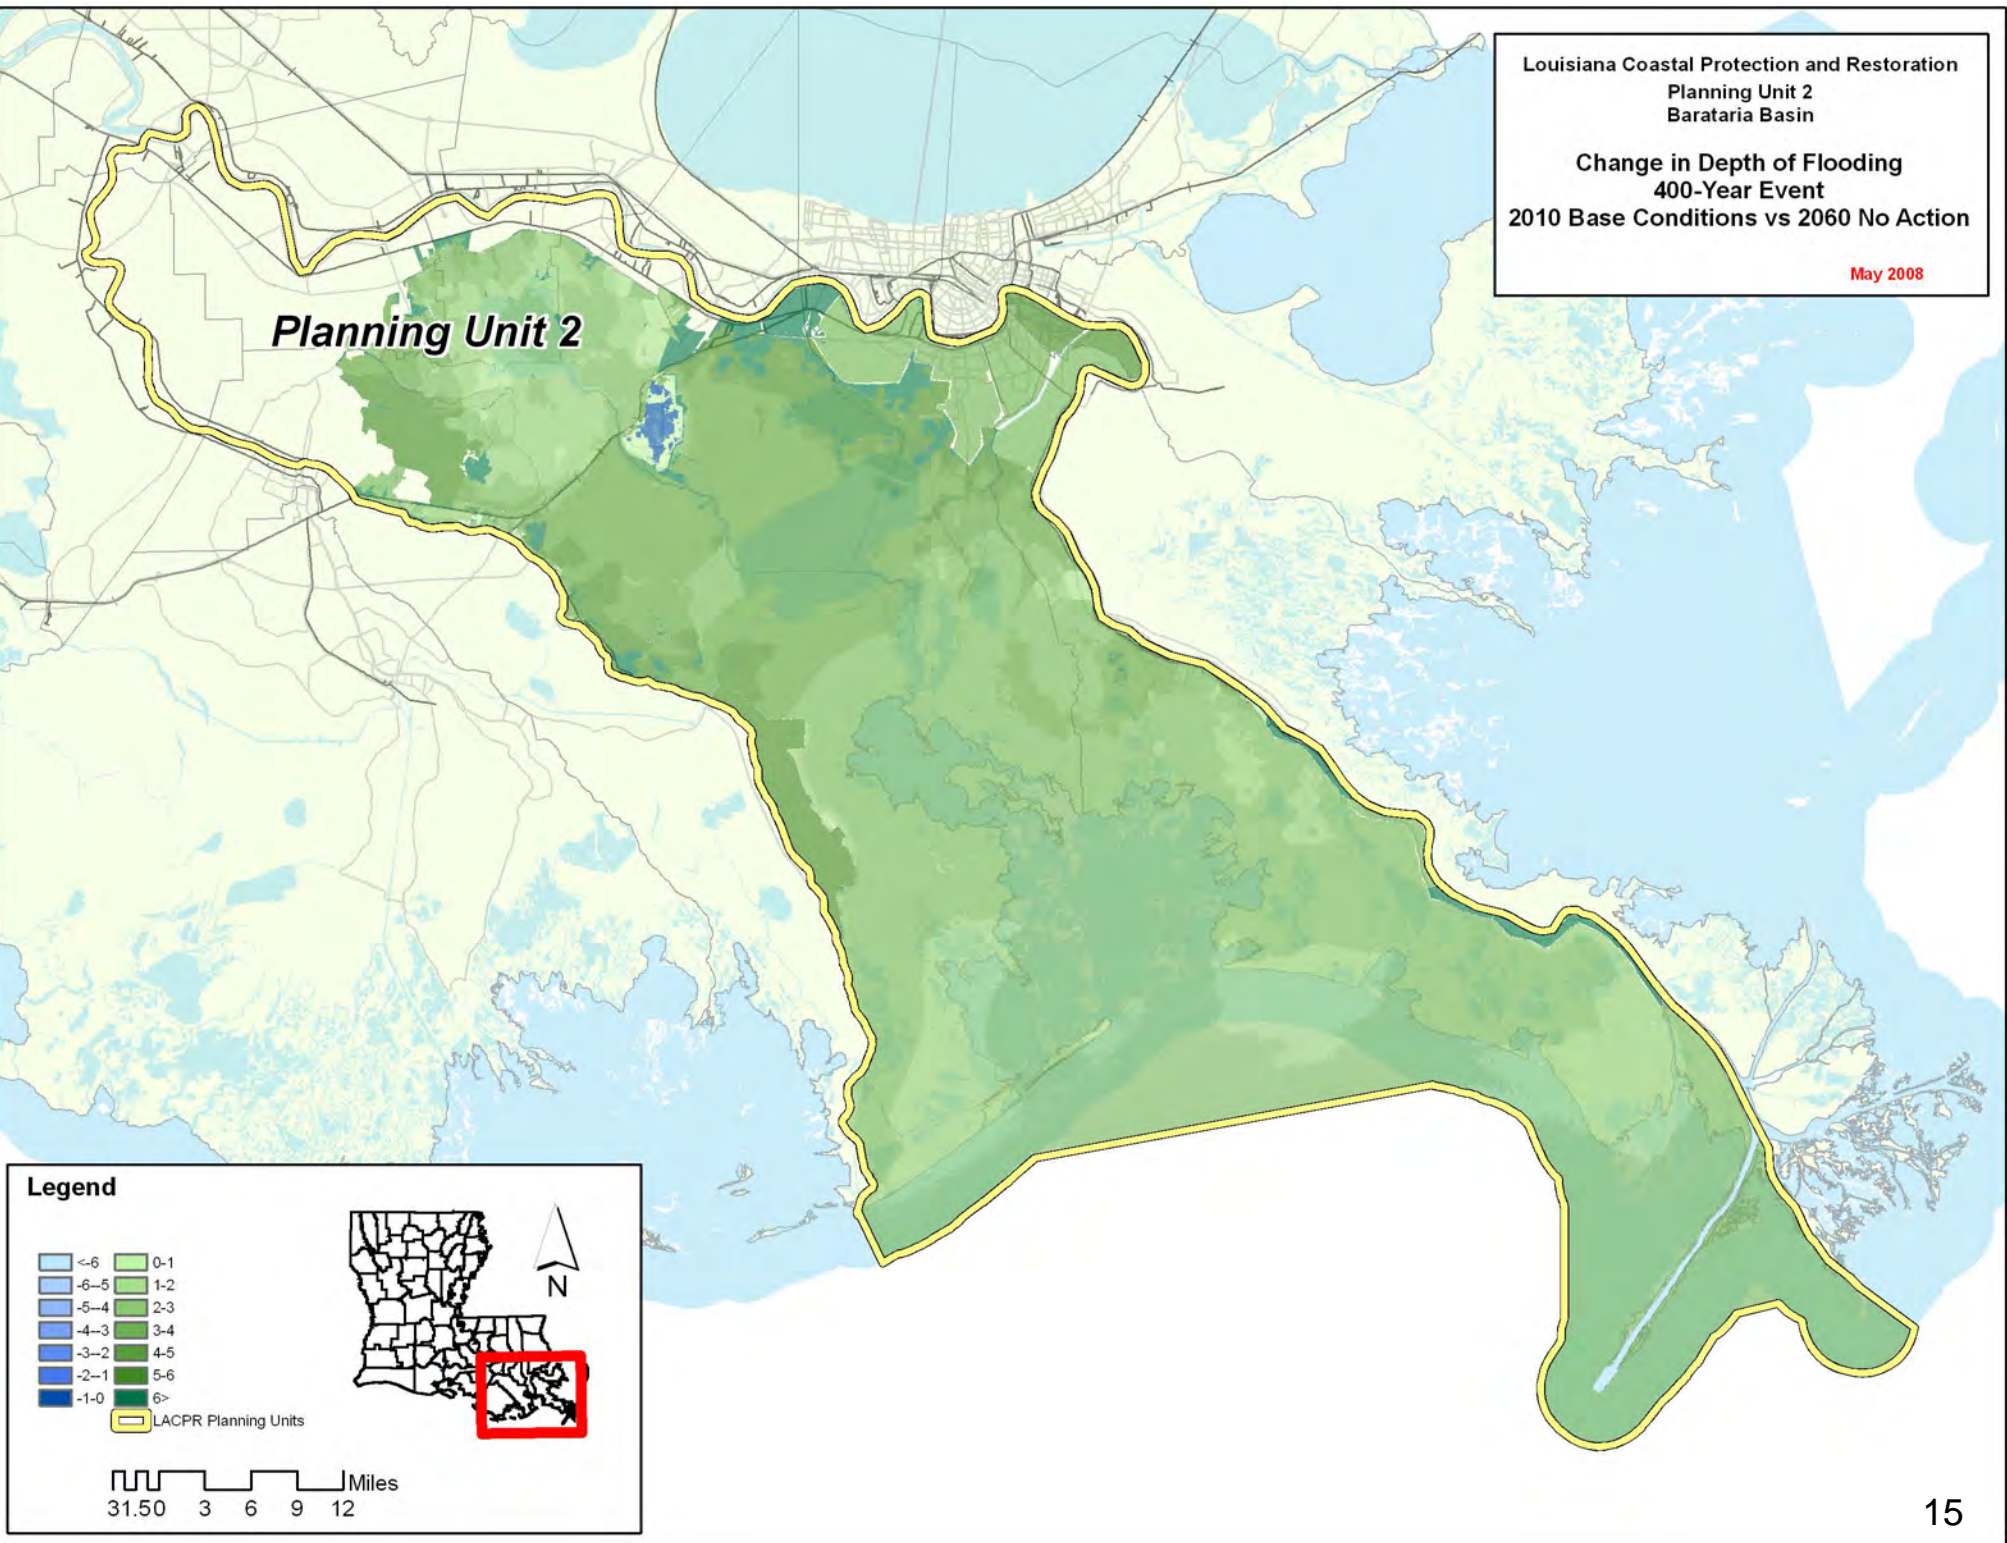 Louisiana Coastal Protection and Restoration
Planning Unit 2
Barataria Basin
Change in Depth of Flooding
400-Year Event
2010 Base Conditions vs 2060 No Action
May 2008
Planning Unit 2
Legend
<-6
-6--5
-5--4
-4--3
-3--2
-2--1
-1-0
0-1
1-2
2-3
3-4
4-5
5-6
6>
LACPR Planning Units
N
Miles
31.50 3 6 9 12
15